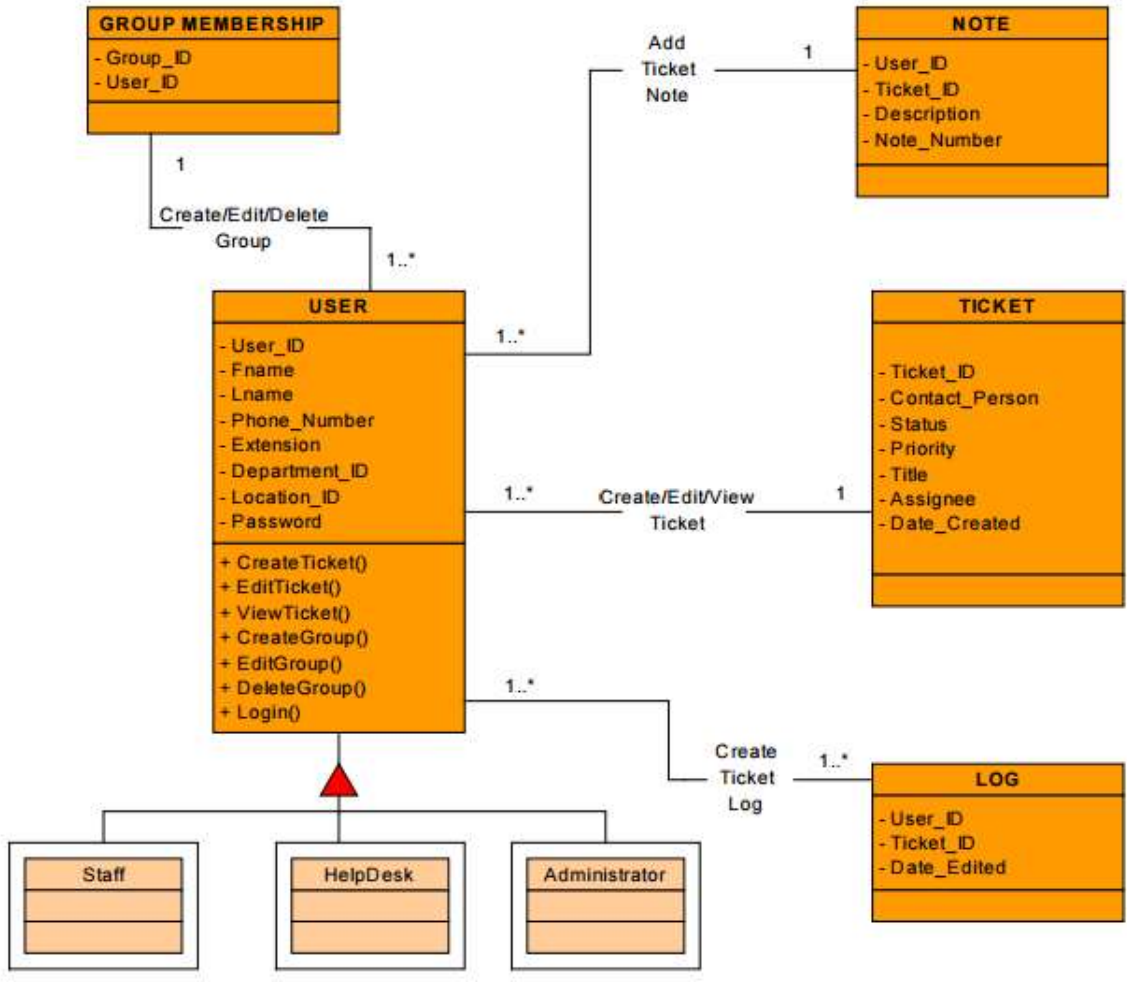 GROUP MEMBERSHIP
- Group_ID
- User_ID
1
Create/Edit/Delete
Group
1..*
Add
Ticket
Note
1
NOTE
- User_ID
- Ticket_ID
- Description
- Note_Number
USER
- User_ID
- Fname
- Lname
- Phone_Number
- Extension
- Department_ID
- Location_ID
- Password
+ CreateTicket()
+ EditTicket()
+ ViewTicket()
+ CreateGroup()
+ EditGroup()
+ DeleteGroup()
+ Login()
1..*
1..*
Create/Edit/View
Ticket
1
TICKET
- Ticket_ID
- Contact_Person
- Status
- Priority
- Title
- Assignee
- Date_Created
1..*
Create
Ticket
Log
1..*
LOG
- User_ID
- Ticket_ID
- Date_Edited
Staff
HelpDesk
Administrator